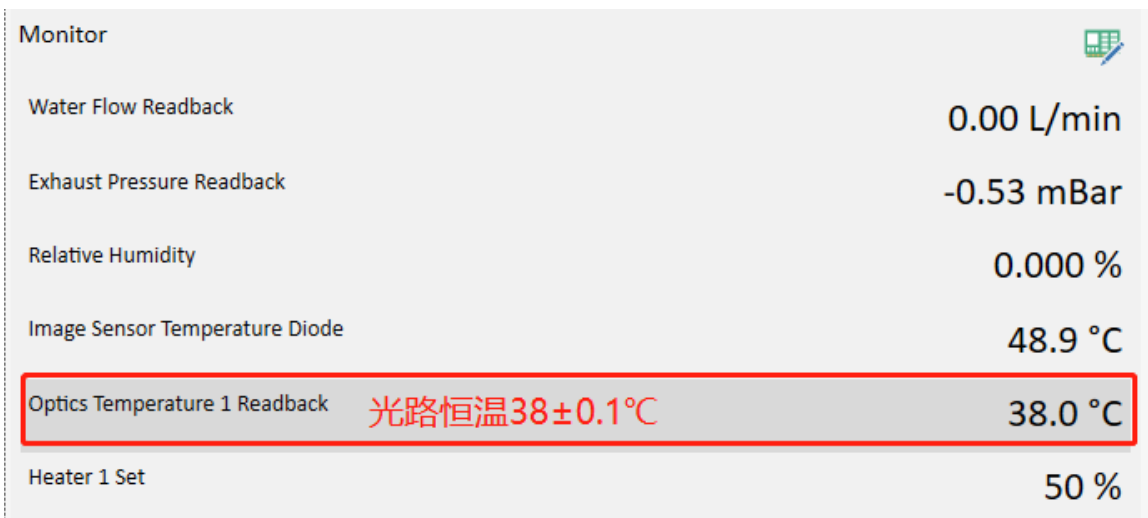 Monitor
Water Flow Readback 0.00 L/min
Exhaust Pressure Readback -0.53 mBar
Relative Humidity 0.000 %
Image Sensor Temperature Diode 48.9 °C
Optics Temperature 1 Readback 光路恒温38±0.1℃ 38.0 °C
Heater 1 Set 50 %